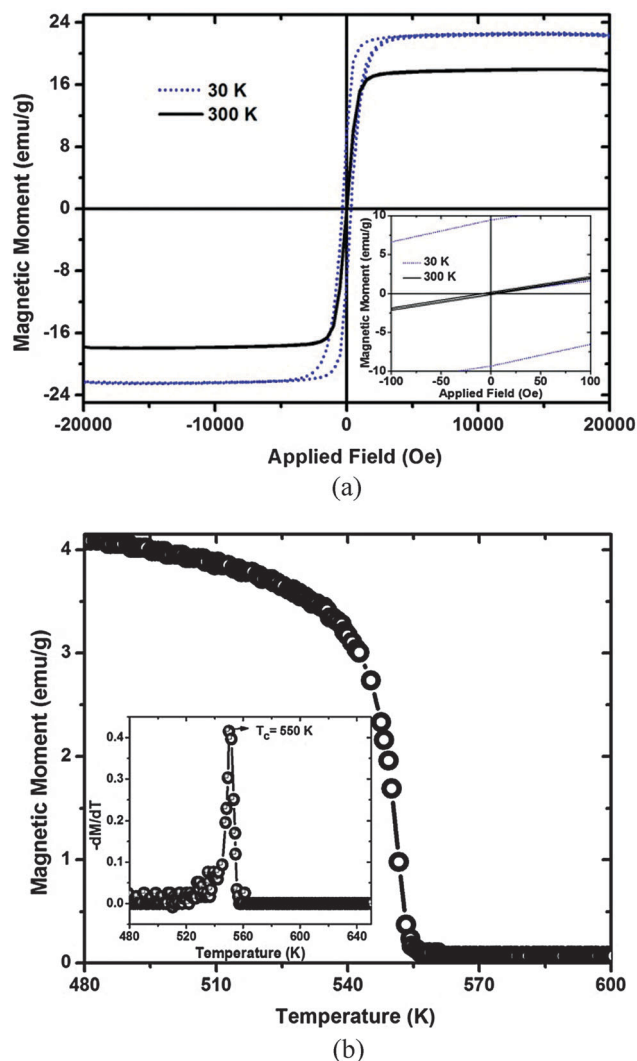 24
16
8
0
-8
-16
-24
Magnetic Moment (emu/g)
30 K
300 K
10
5
0
-5
-10
Magnetic Moment (emu/g)
30 K
300 K
-100 -50 0 50 100
Applied Field (Oe)
-20000 -10000 0 10000 20000
Applied Field (Oe)
(a)
4
3
2
1
0
Magnetic Moment (emu/g)
0.4
0.3
0.2
0.1
0.0
-dM/dT
Tc= 550 K
480 520 560 600 640
Temperature (K)
480 510 540 570 600
Temperature (K)
(b)